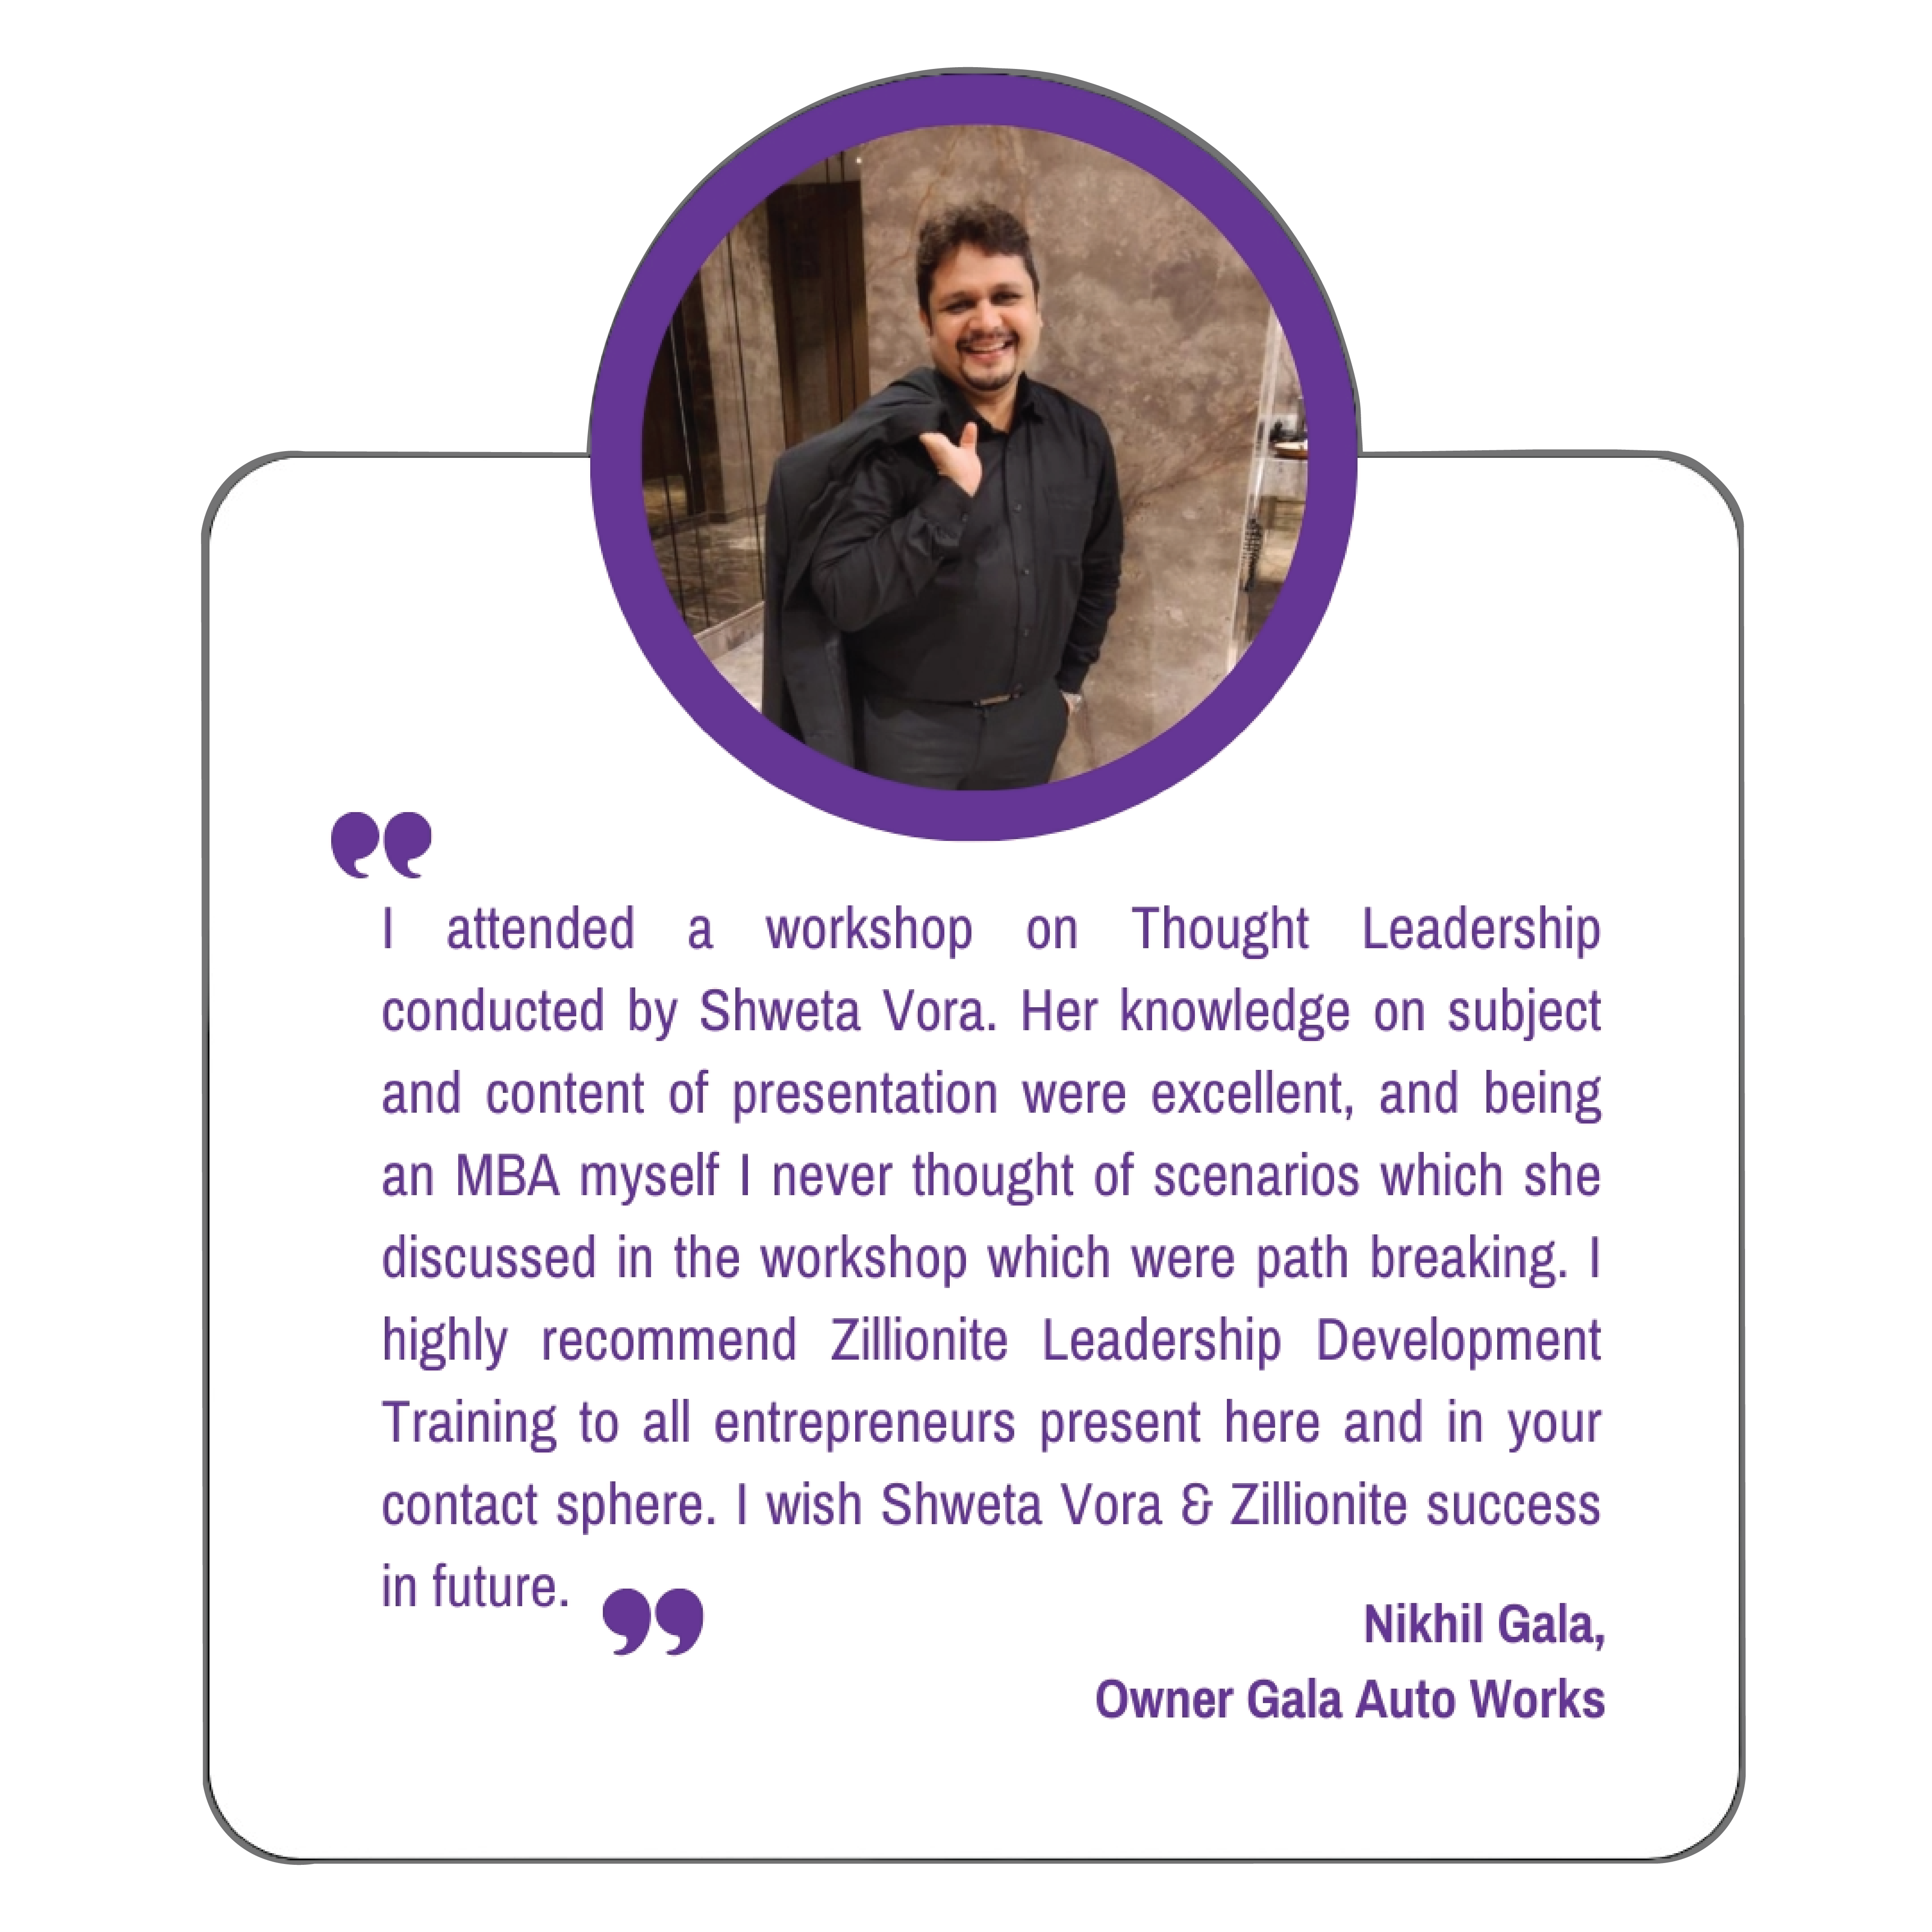 I attended a workshop on Thought Leadership
conducted by Shweta Vora. Her knowledge on subject
and content of presentation were excellent, and being
an MBA myself I never thought of scenarios which she
discussed in the workshop which were path breaking. I
highly recommend Zillionite Leadership Development
Training to all entrepreneurs present here and in your
contact sphere. I wish Shweta Vora & Zillionite success
in future.
Nikhil Gala,
Owner Gala Auto Works